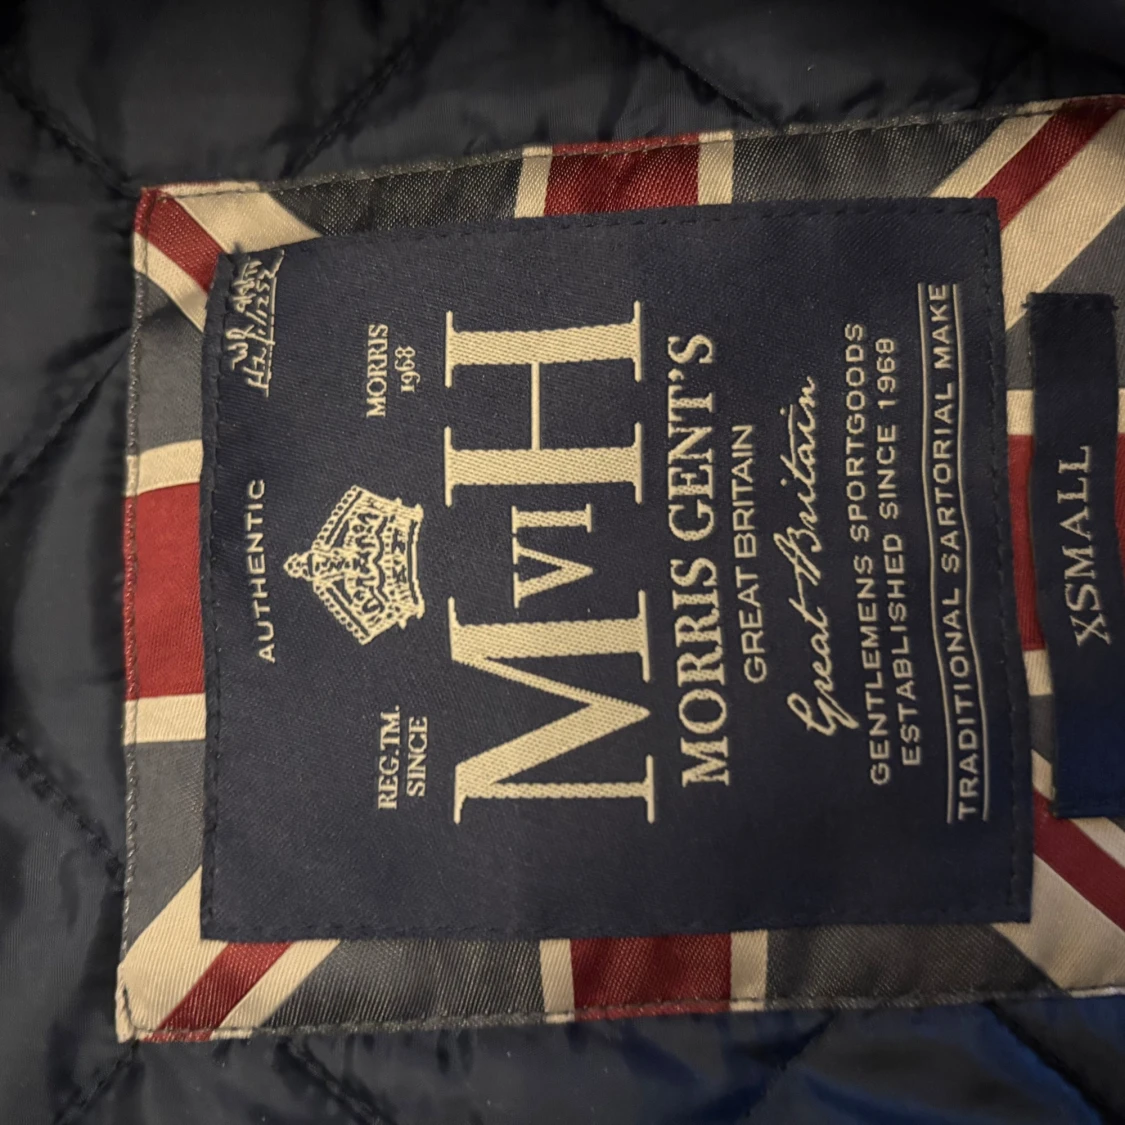 AUTHENTIC
REG.TM. MORRIS
SINCE 1968
MVIH
MORRIS GENT'S
GREAT BRITAIN
Great Britain
GENTLEMENS SPORTGOODS
ESTABLISHED SINCE 1968
TRADITIONAL SARTORIAL MAKE
XSMALL